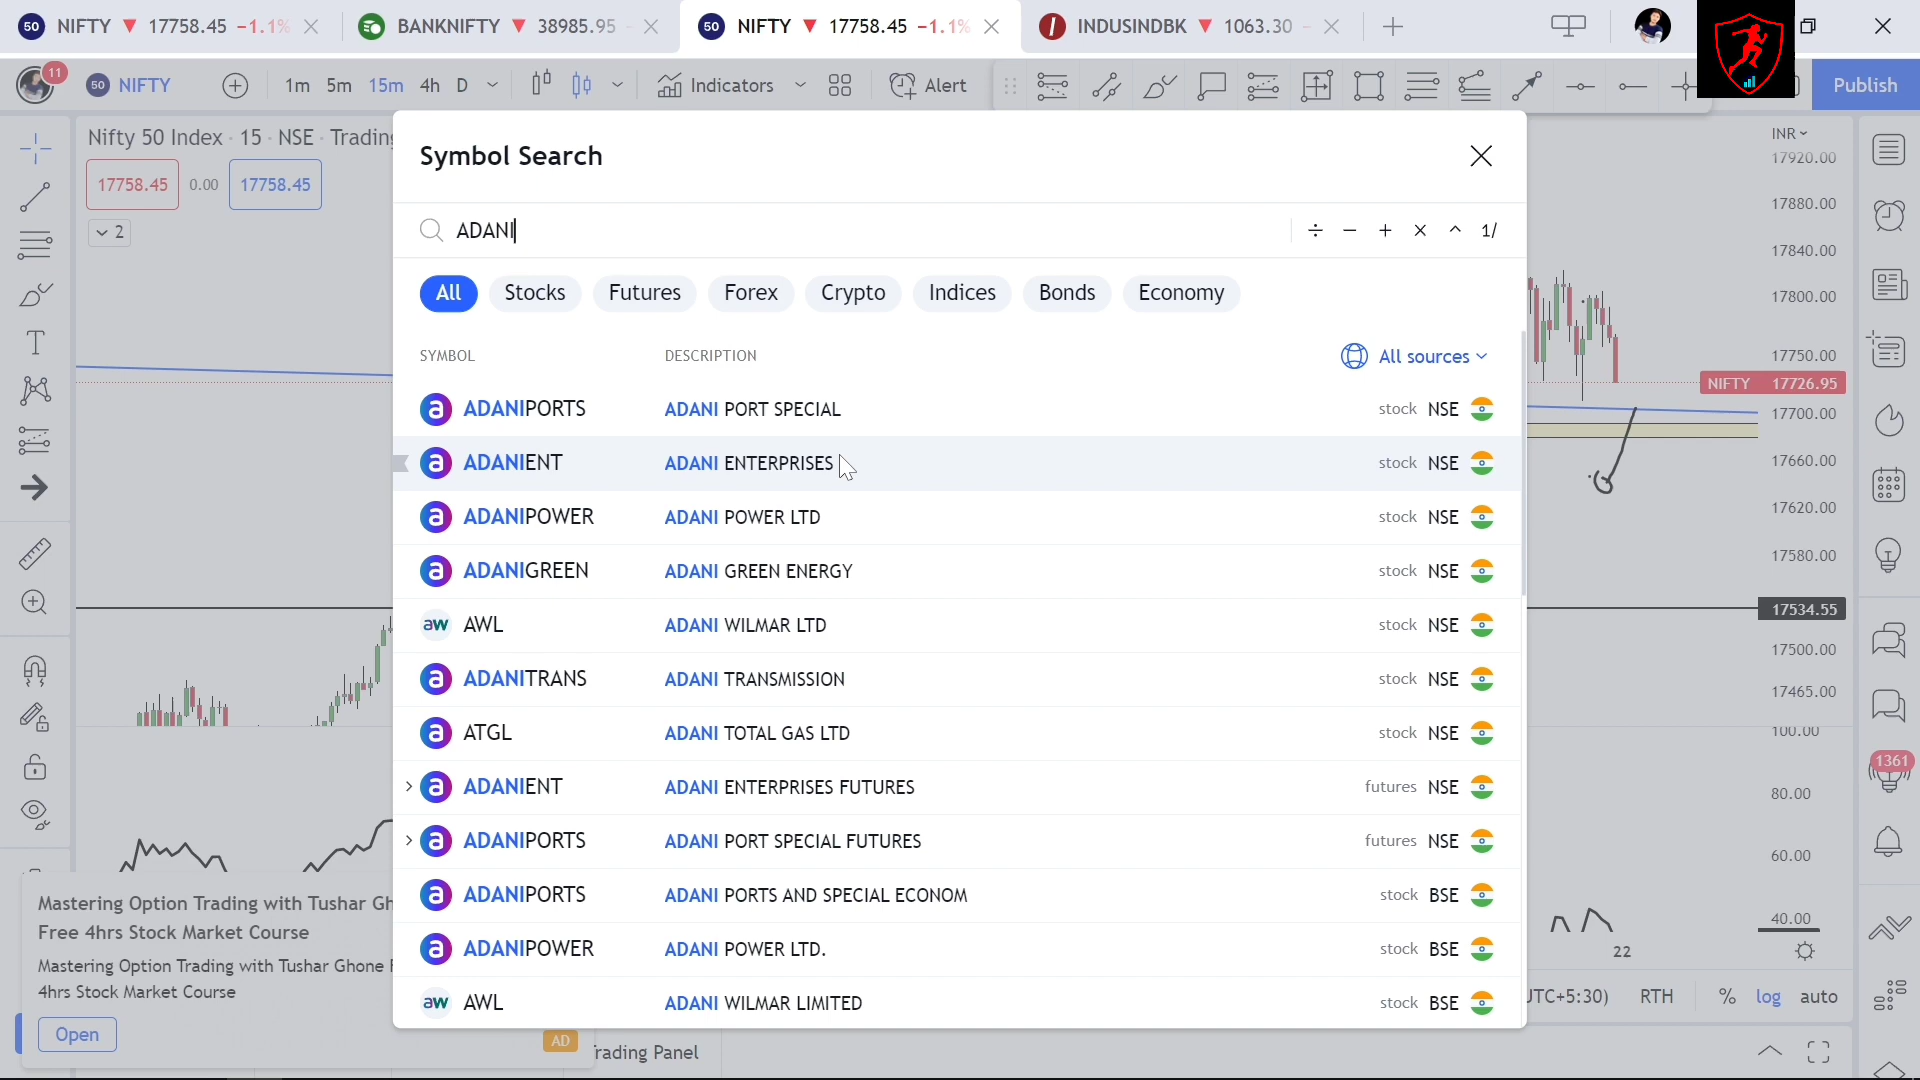 50 NIFTY 17758.45 -1.1%
BANKNIFTY 38985.95
50 NIFTY 17758.45 -1.1%
INDUSINDBK 1063.30
11
50 NIFTY
1m 5m 15m 4h D
Indicators
Alert
Publish
Nifty 50 Index · 15 · NSE · Trading
17758.45 0.00 17758.45
2
Symbol Search
ADANI
÷ − + × ^ 1/
All Stocks Futures Forex Crypto Indices Bonds Economy
SYMBOL DESCRIPTION All sources
a ADANIPORTS ADANI PORT SPECIAL stock NSE
a ADANIENT ADANI ENTERPRISES stock NSE
a ADANIPOWER ADANI POWER LTD stock NSE
a ADANIGREEN ADANI GREEN ENERGY stock NSE
aw AWL ADANI WILMAR LTD stock NSE
a ADANITRANS ADANI TRANSMISSION stock NSE
a ATGL ADANI TOTAL GAS LTD stock NSE
a ADANIENT ADANI ENTERPRISES FUTURES futures NSE
a ADANIPORTS ADANI PORT SPECIAL FUTURES futures NSE
a ADANIPORTS ADANI PORTS AND SPECIAL ECONOM stock BSE
a ADANIPOWER ADANI POWER LTD. stock BSE
aw AWL ADANI WILMAR LIMITED stock BSE
INR
17920.00
17880.00
17840.00
17800.00
17750.00
NIFTY 17726.95
17700.00
17660.00
17620.00
17580.00
17534.55
17500.00
17465.00
100.00
80.00
60.00
40.00
22
1361
UTC+5:30) RTH % log auto
Mastering Option Trading with Tushar Gh
Free 4hrs Stock Market Course
Mastering Option Trading with Tushar Ghone
4hrs Stock Market Course
Open
AD
rading Panel